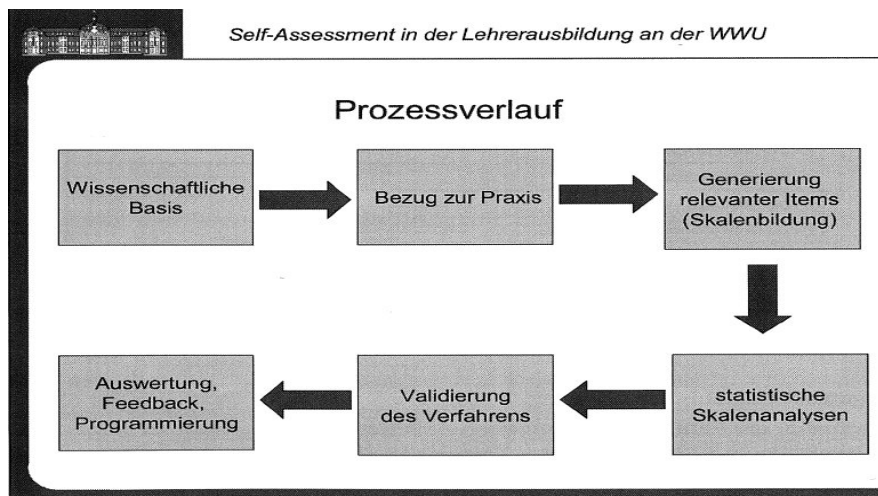 Self-Assessment in der Lehrerausbildung an der WWU
Prozessverlauf
Wissenschaftliche
Basis
Bezug zur Praxis
Generierung
relevanter Items
(Skalenbildung)
statistische
Skalenanalysen
Validierung
des Verfahrens
Auswertung,
Feedback,
Programmierung